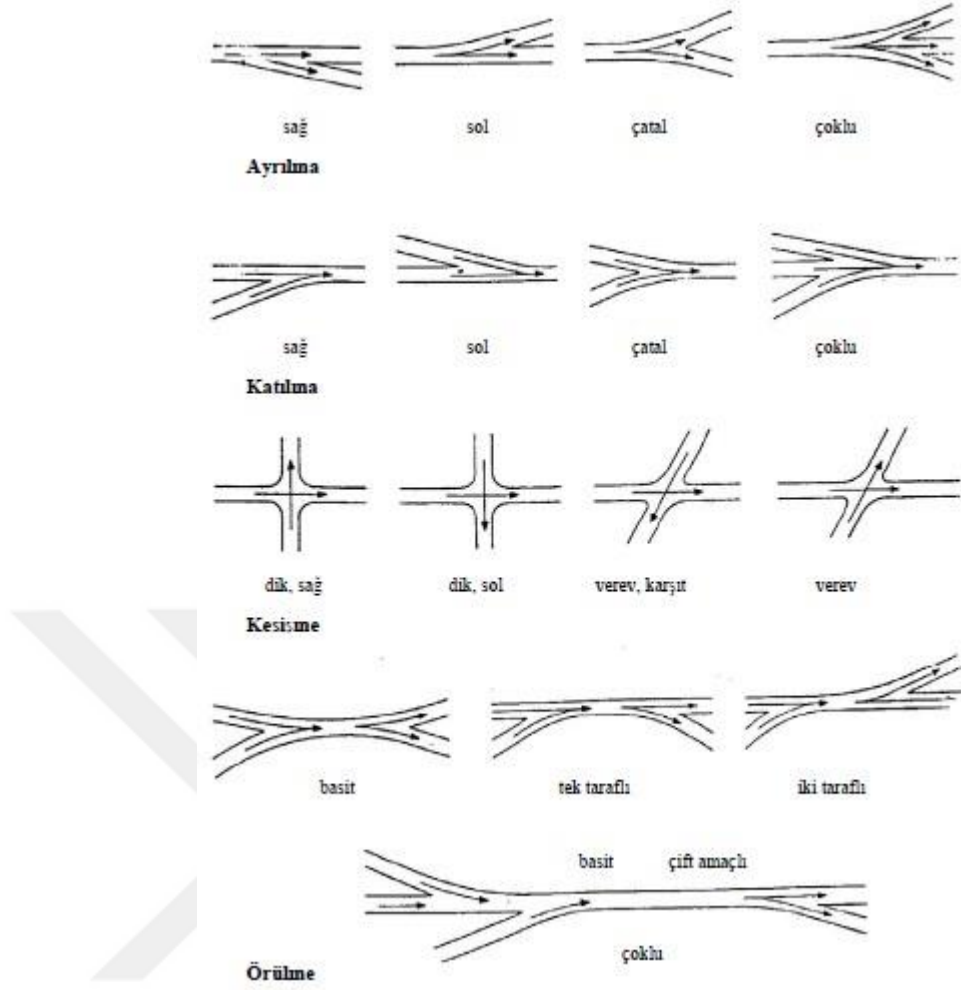 sağ sol çatal çoklu
Ayrılma
sağ sol çatal çoklu
Katılma
dik, sağ dik, sol verev, karşıt verev
Kesişme
basit tek taraflı iki taraflı
basit çift amaçlı
çoklu
Örülme